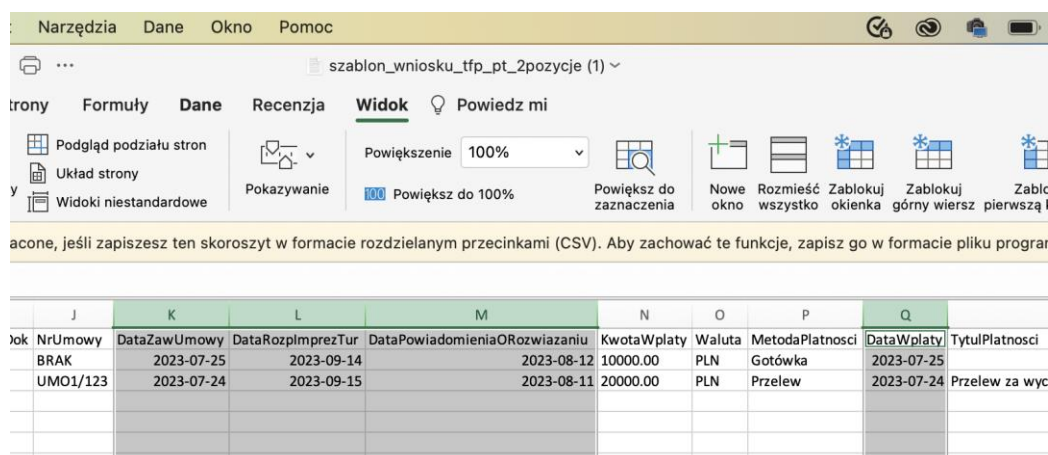 Narzędzia Dane Okno Pomoc
szablon_wniosku_tfp_pt_2pozycje (1)
trony Formuły Dane Recenzja Widok Powiedz mi
Podgląd podziału stron
Układ strony
Widoki niestandardowe
Pokazywanie
Powiększenie 100%
100 Powiększ do 100%
Powiększ do zaznaczenia
Nowe okno
Rozmieść wszystko
Zablokuj okienka
Zablokuj górny wiersz
Zablo
pierwszą k
acone, jeśli zapiszesz ten skoroszyt w formacie rozdzielanym przecinkami (CSV). Aby zachować te funkcje, zapisz go w formacie pliku program
J K L M N O P Q
Dok NrUmowy DataZawUmowy DataRozpImprezTur DataPowiadomieniaORozwiazaniu KwotaWplaty Waluta MetodaPlatnosci DataWplaty TytulPlatnosci
BRAK 2023-07-25 2023-09-14 2023-08-12 10000.00 PLN Gotówka 2023-07-25
UMO1/123 2023-07-24 2023-09-15 2023-08-11 20000.00 PLN Przelew 2023-07-24 Przelew za wyc